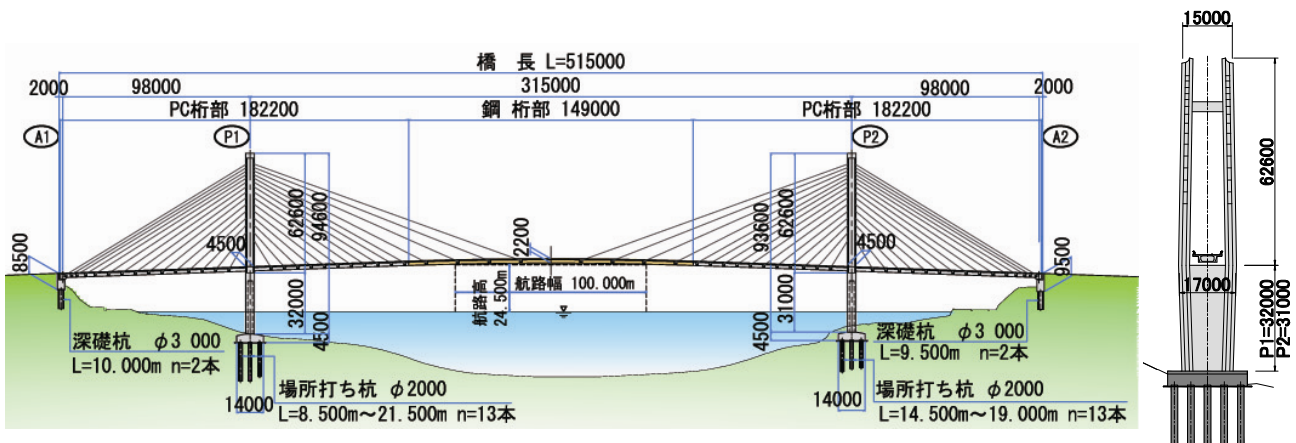 橋 長 L=515000
2000 98000 315000 98000 2000
PC桁部 182200 鋼 桁部 149000 PC桁部 182200
A1 P1 P2 A2
62600
94600
93600
62600
8500
4500
2200
4500
9500
航路高
24.500m
航路幅 100.000m
32000
4500
31000
4500
深礎杭 φ3 000
L=10.000m n=2本
深礎杭 φ3 000
L=9.500m n=2本
14000
場所打ち杭 φ2000
L=8.500m~21.500m n=13本
14000
場所打ち杭 φ2000
L=14.500m~19.000m n=13本
15000
62600
17000
P1=32000
P2=31000